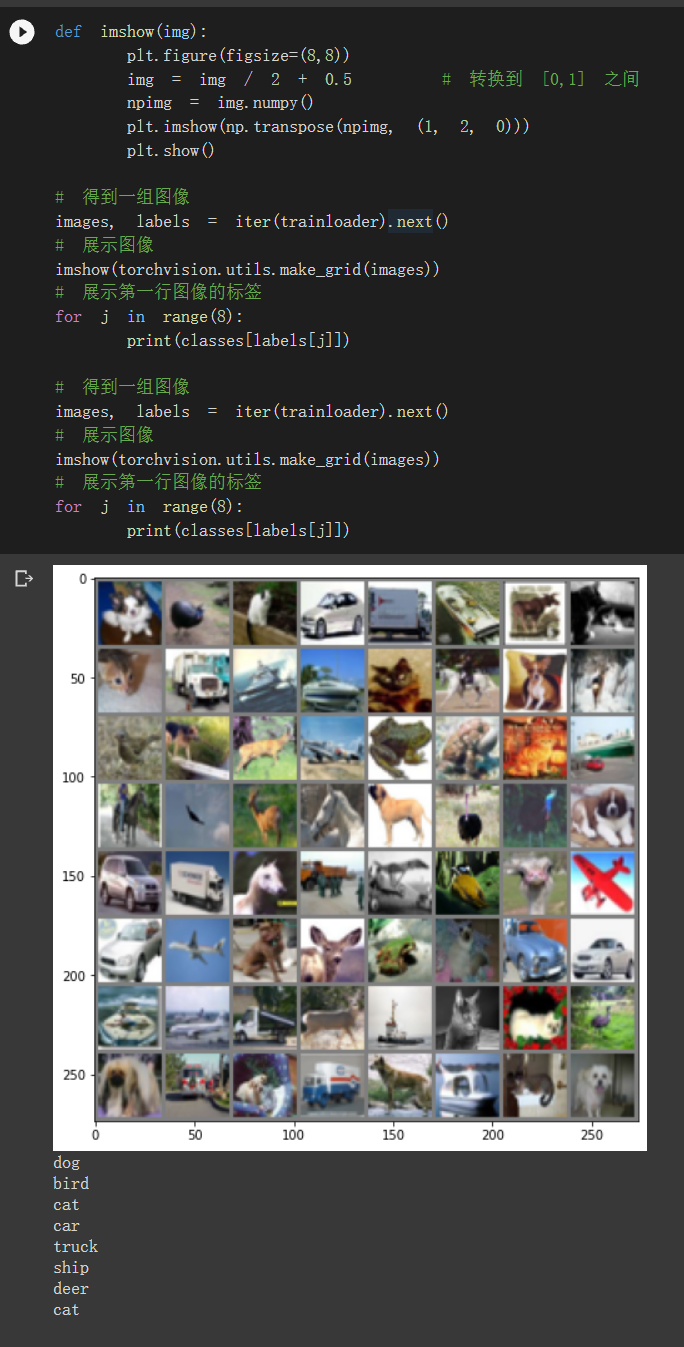 def imshow(img):
plt.figure(figsize=(8,8))
img = img / 2 + 0.5 # 转换到 [0,1] 之间
npimg = img.numpy()
plt.imshow(np.transpose(npimg, (1, 2, 0)))
plt.show()
# 得到一组图像
images, labels = iter(trainloader).next()
# 展示图像
imshow(torchvision.utils.make_grid(images))
# 展示第一行图像的标签
for j in range(8):
print(classes[labels[j]])
# 得到一组图像
images, labels = iter(trainloader).next()
# 展示图像
imshow(torchvision.utils.make_grid(images))
# 展示第一行图像的标签
for j in range(8):
print(classes[labels[j]])
0
50
100
150
200
250
0 50 100 150 200 250
dog
bird
cat
car
truck
ship
deer
cat